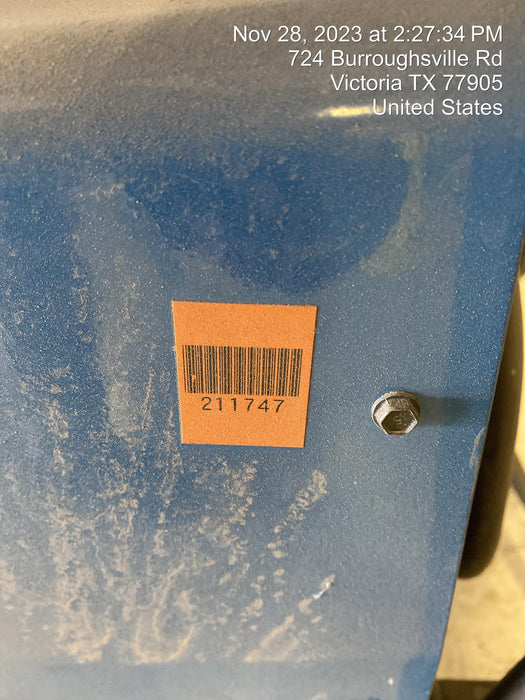 Nov 28, 2023 at 2:27:34 PM
724 Burroughsville Rd
Victoria TX 77905
United States
211747